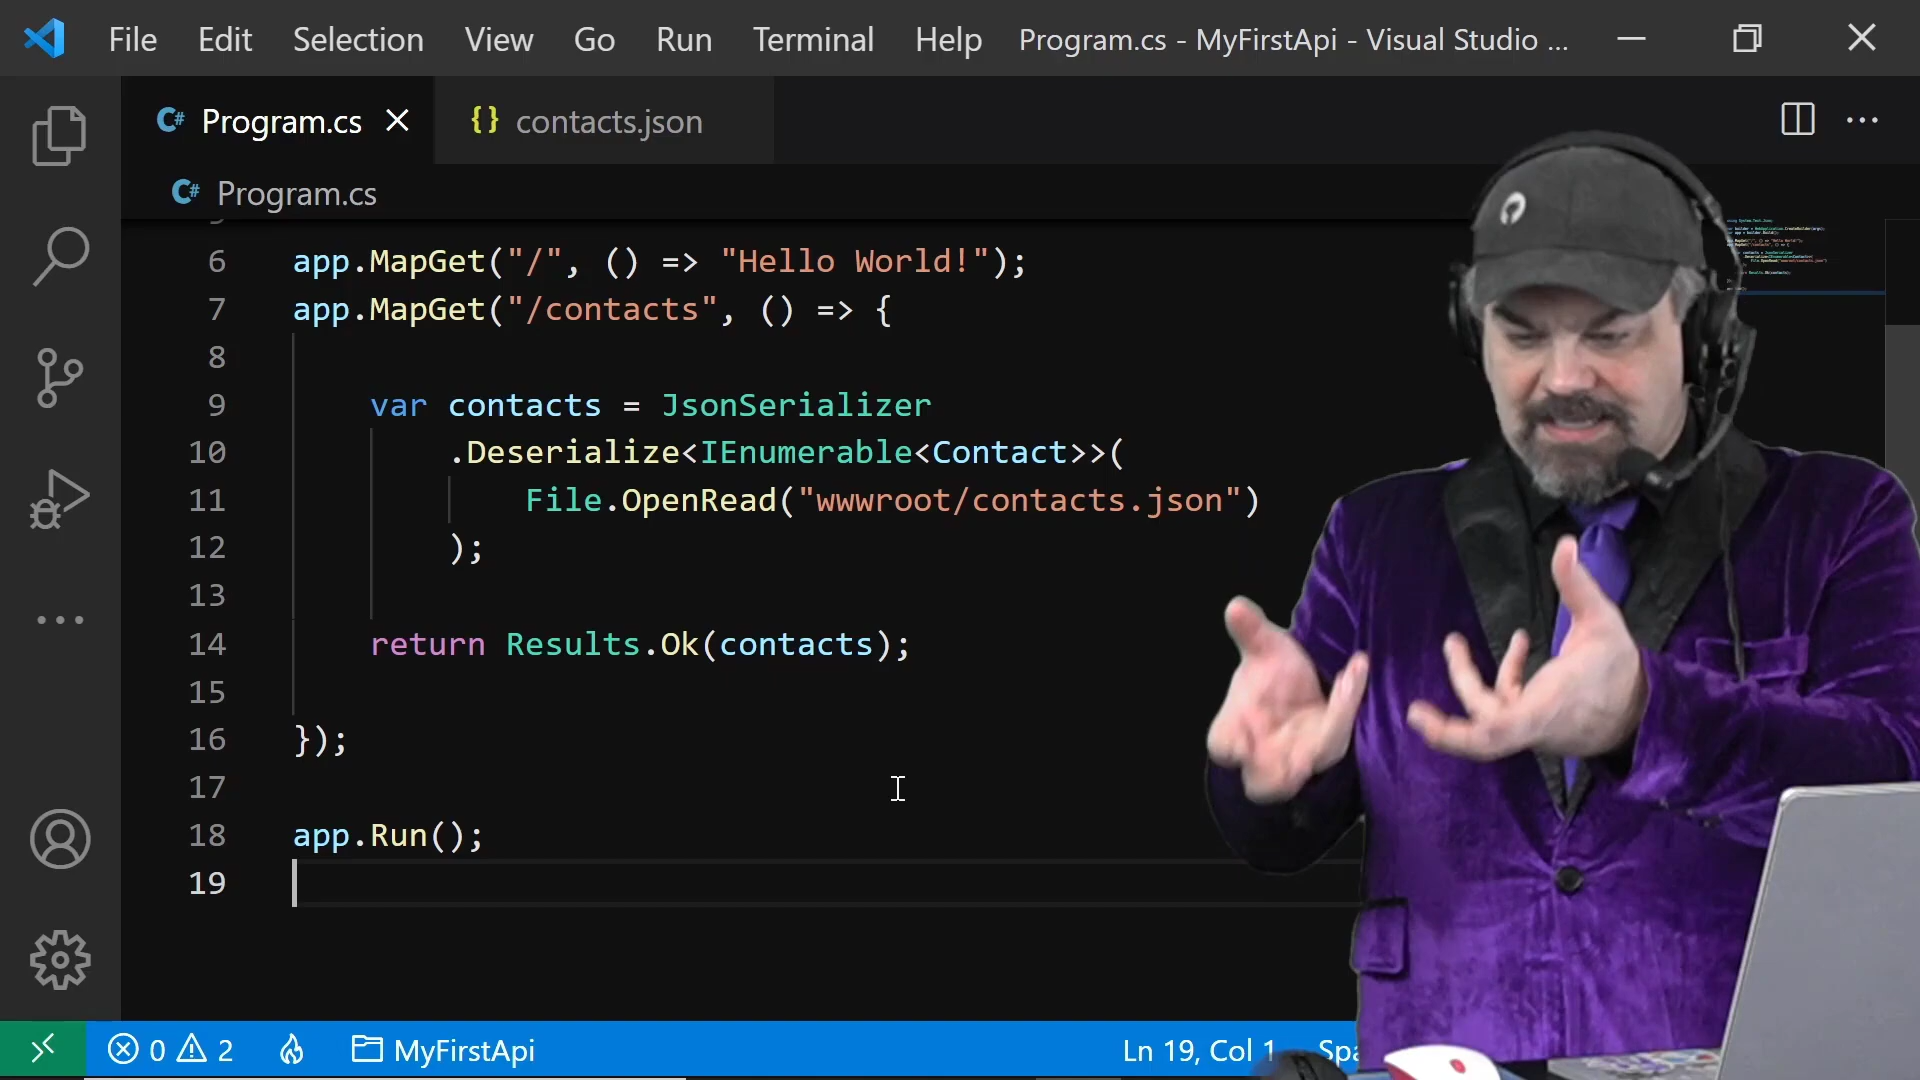 File Edit Selection View Go Run Terminal Help Program.cs - MyFirstApi - Visual Studio ...
C# Program.cs {} contacts.json
C# Program.cs
6 app.MapGet("/", () => "Hello World!");
7 app.MapGet("/contacts", () => {
8
9 var contacts = JsonSerializer
10 .Deserialize<IEnumerable<Contact>>(
11 File.OpenRead("wwwroot/contacts.json")
12 );
13
14 return Results.Ok(contacts);
15
16 });
17
18 app.Run();
19
0 2 MyFirstApi Ln 19, Col 1